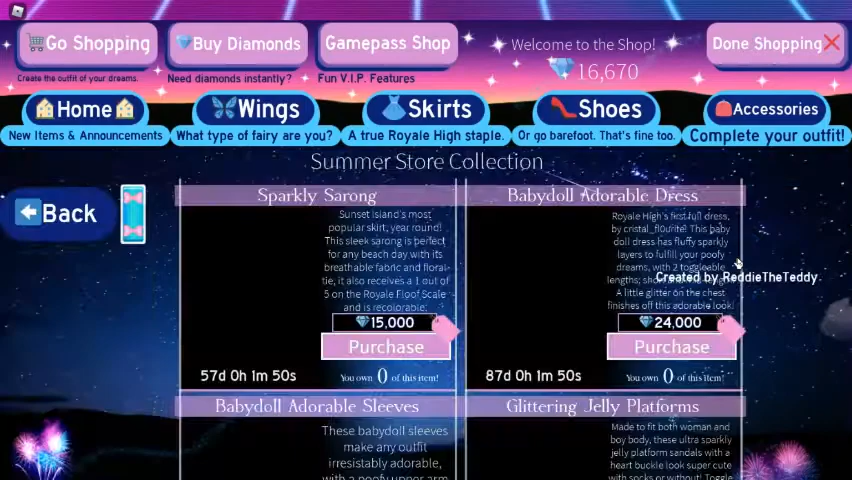 Go Shopping
Buy Diamonds
Gamepass Shop
Welcome to the Shop!
16,670
Done Shopping
Create the outfit of your dreams.
Need diamonds instantly?
Fun V.I.P. Features
Home
Wings
Skirts
Shoes
Accessories
New Items & Announcements
What type of fairy are you?
A true Royale High staple.
Or go barefoot. That's fine too.
Complete your outfit!
Summer Store Collection
Back
Sparkly Sarong
Sunset Island's most
popular skirt, year round!
This sleek sarong is perfect
for any beach day with its
breathable fabric and floral-
tie, it also receives a 1 out of
5 on the Royale Floof Scale
and is recolorable.
15,000
Purchase
57d 0h 1m 50s
You own 0 of this item!
Babydoll Adorable Dress
Royale High's first full dress,
by cristal_flourite! This baby
doll dress has fluffy sparkly
layers to fulfill your poofy
dreams, with 2 toggleable
lengths;
Created by ReddieTheTeddy
A little glitter on the chest
finishes off this adorable look!
24,000
Purchase
87d 0h 1m 50s
You own 0 of this item!
Babydoll Adorable Sleeves
These babydoll sleeves
make any outfit
irresistably adorable,
with a poofy upper arm
Glittering Jelly Platforms
Made to fit both woman and
boy body, these ultra sparkly
jelly platform sandals with a
heart buckle look super cute
with socks or without! Toggle